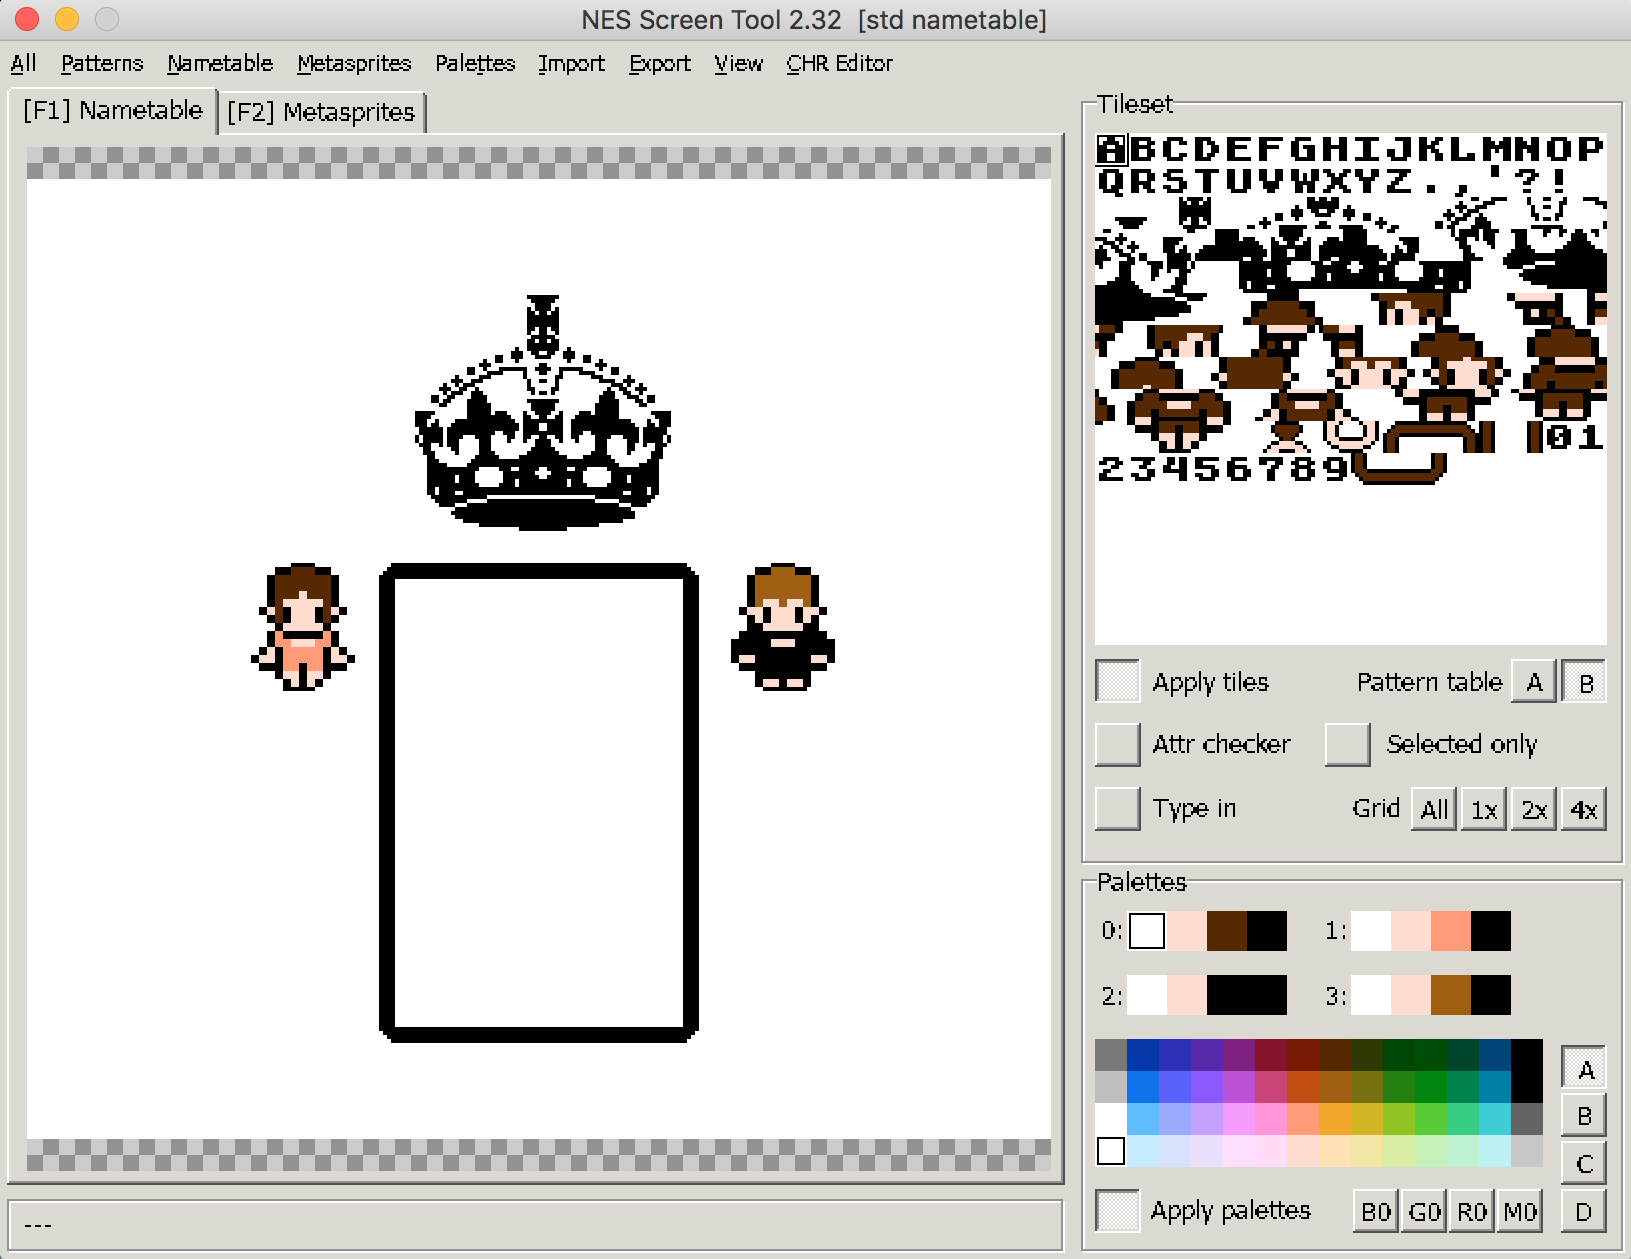 NES Screen Tool 2.32 [std nametable]
All Patterns Nametable Metasprites Palettes Import Export View CHR Editor
[F1] Nametable [F2] Metasprites
Tileset
ABCDEFGHIJKLMNOP
QRSTUVWXYZ.,'?!
01
23456789
Apply tiles Pattern table A B
Attr checker Selected only
Type in Grid All 1x 2x 4x
Palettes
0: 1:
2: 3:
A
B
C
Apply palettes B0 G0 R0 M0 D
---